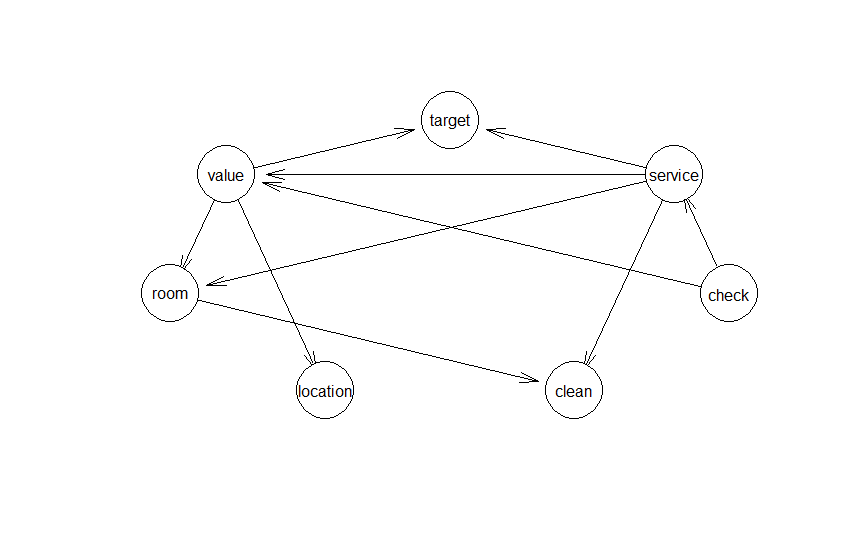 target
value
service
room
check
location
clean